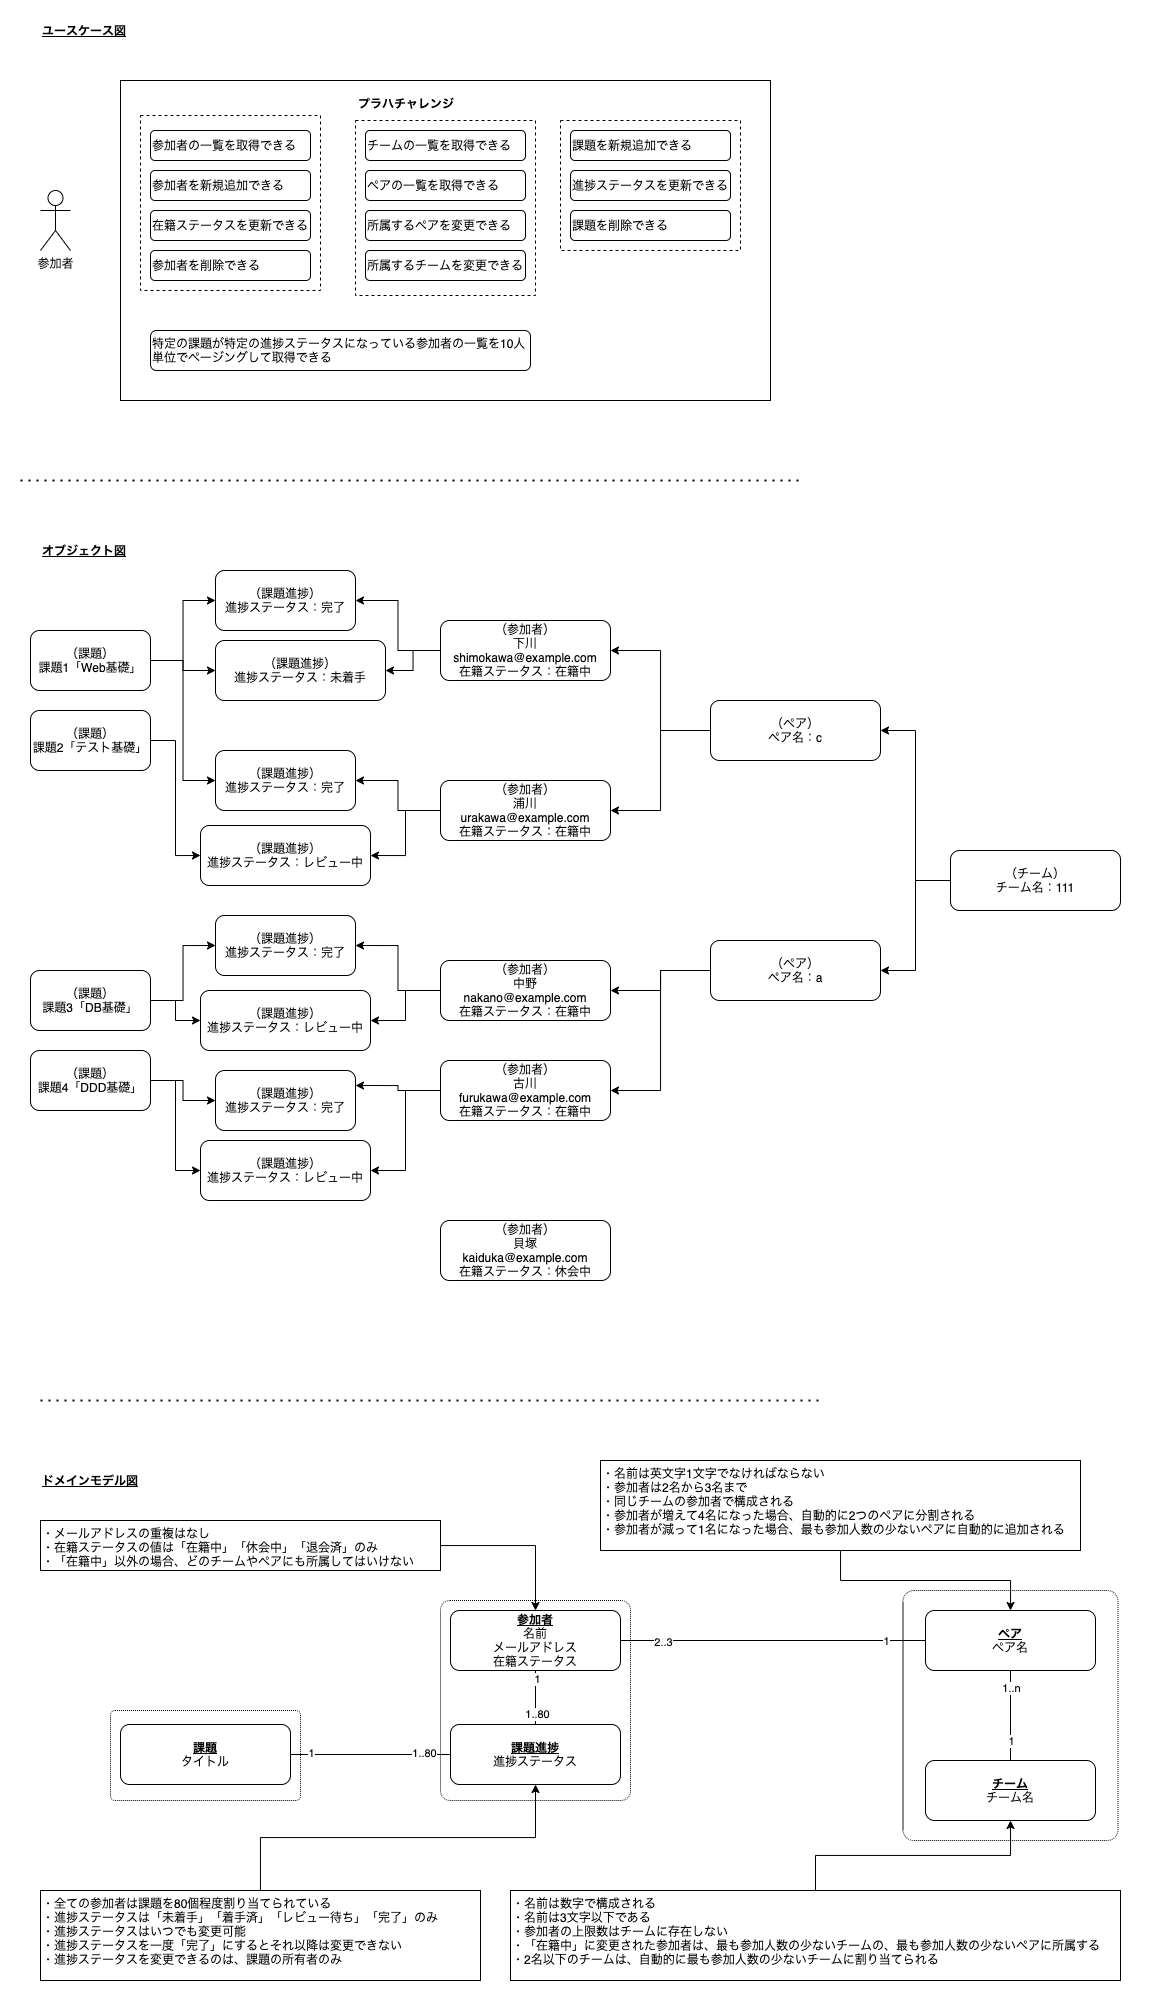 ユースケース図
プラハチャレンジ
参加者の一覧を取得できる
参加者を新規追加できる
在籍ステータスを更新できる
参加者を削除できる
チームの一覧を取得できる
ペアの一覧を取得できる
所属するペアを変更できる
所属するチームを変更できる
課題を新規追加できる
進捗ステータスを更新できる
課題を削除できる
参加者
特定の課題が特定の進捗ステータスになっている参加者の一覧を10人
単位でページングして取得できる
オブジェクト図
（課題）
課題1「Web基礎」
（課題）
課題2「テスト基礎」
（課題進捗）
進捗ステータス：完了
（課題進捗）
進捗ステータス：未着手
（課題進捗）
進捗ステータス：完了
（課題進捗）
進捗ステータス：レビュー中
（参加者）
下川
shimokawa@example.com
在籍ステータス：在籍中
（参加者）
浦川
urakawa@example.com
在籍ステータス：在籍中
（ペア）
ペア名：c
（チーム）
チーム名：111
（課題）
課題3「DB基礎」
（課題）
課題4「DDD基礎」
（課題進捗）
進捗ステータス：完了
（課題進捗）
進捗ステータス：レビュー中
（課題進捗）
進捗ステータス：完了
（課題進捗）
進捗ステータス：レビュー中
（参加者）
中野
nakano@example.com
在籍ステータス：在籍中
（参加者）
古川
furukawa@example.com
在籍ステータス：在籍中
（ペア）
ペア名：a
（参加者）
貝塚
kaiduka@example.com
在籍ステータス：休会中
ドメインモデル図
・名前は英文字1文字でなければならない
・参加者は2名から3名まで
・同じチームの参加者で構成される
・参加者が増えて4名になった場合、自動的に2つのペアに分割される
・参加者が減って1名になった場合、最も参加人数の少ないペアに自動的に追加される
・メールアドレスの重複はなし
・在籍ステータスの値は「在籍中」「休会中」「退会済」のみ
・「在籍中」以外の場合、どのチームやペアにも所属してはいけない
参加者
名前
メールアドレス
在籍ステータス
2..3
1
ペア
ペア名
1
1..80
1..n
1
課題
タイトル
1
1..80
課題進捗
進捗ステータス
チーム
チーム名
・全ての参加者は課題を80個程度割り当てられている
・進捗ステータスは「未着手」「着手済」「レビュー待ち」「完了」のみ
・進捗ステータスはいつでも変更可能
・進捗ステータスを一度「完了」にするとそれ以降は変更できない
・進捗ステータスを変更できるのは、課題の所有者のみ
・名前は数字で構成される
・名前は3文字以下である
・参加者の上限数はチームに存在しない
・「在籍中」に変更された参加者は、最も参加人数の少ないチームの、最も参加人数の少ないペアに所属する
・2名以下のチームは、自動的に最も参加人数の少ないチームに割り当てられる